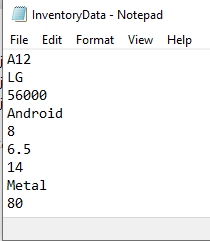 InventoryData - Notepad
File Edit Format View Help
A12
LG
56000
Android
8
6.5
14
Metal
80